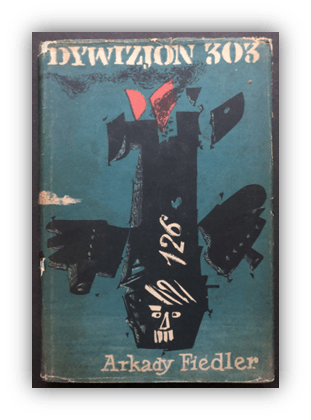 DYWIZJON 303
126
Arkady Fiedler